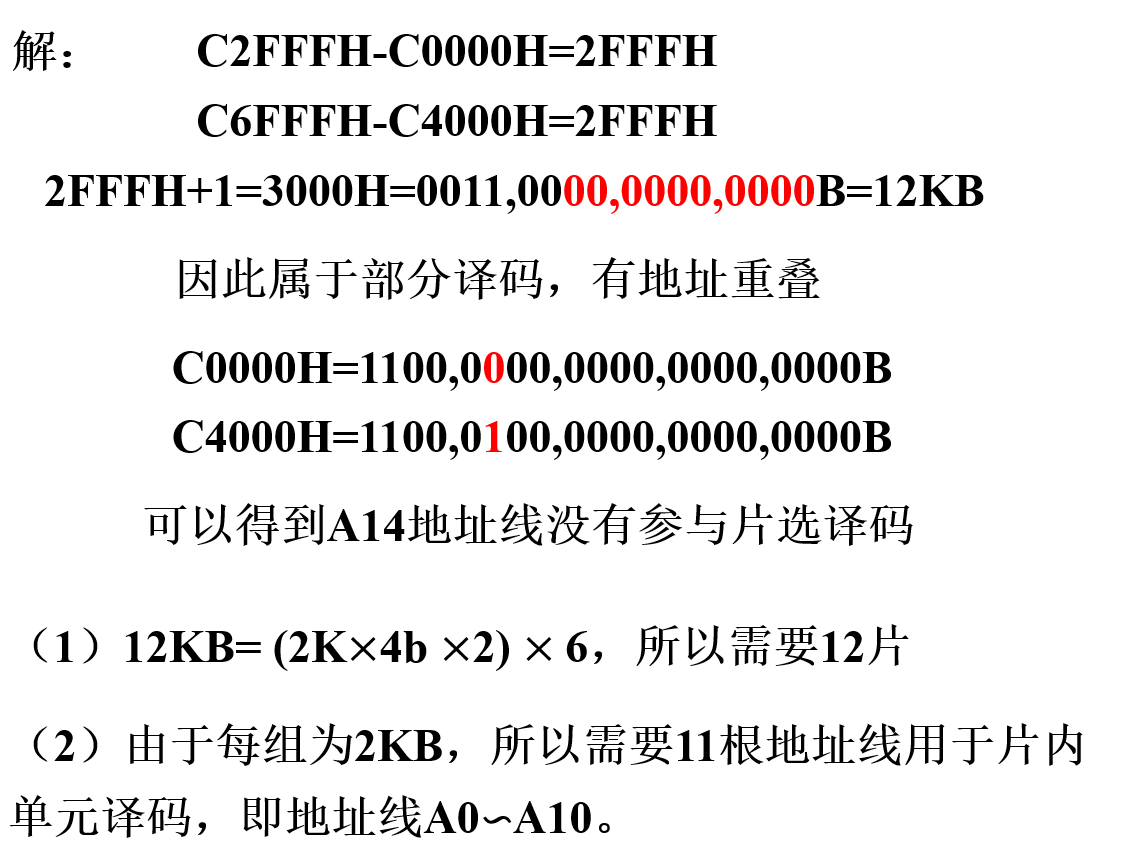 解： C2FFFH-C0000H=2FFFH
C6FFFH-C4000H=2FFFH
2FFFH+1=3000H=0011,0000,0000,0000B=12KB
因此属于部分译码，有地址重叠
C0000H=1100,0000,0000,0000,0000B
C4000H=1100,0100,0000,0000,0000B
可以得到A14地址线没有参与片选译码
（1）12KB= (2K×4b ×2) × 6，所以需要12片
（2）由于每组为2KB，所以需要11根地址线用于片内
单元译码，即地址线A0∽A10。